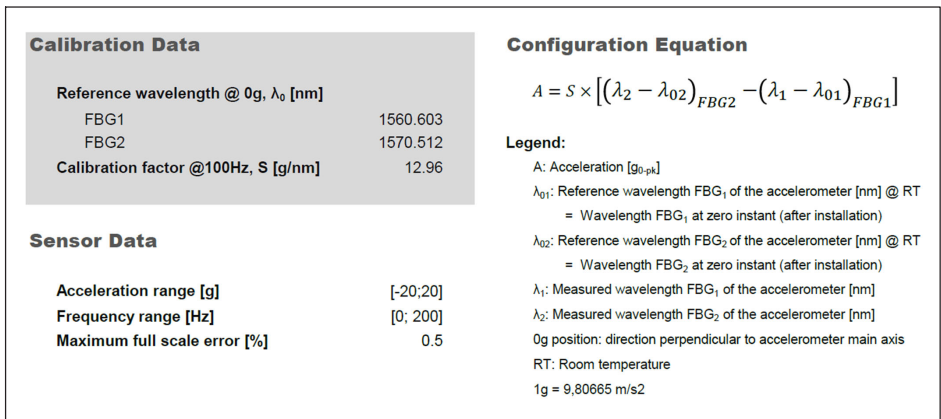 Calibration Data
Reference wavelength @ 0g, λ₀ [nm]
FBG1 1560.603
FBG2 1570.512
Calibration factor @100Hz, S [g/nm] 12.96
Sensor Data
Acceleration range [g] [-20;20]
Frequency range [Hz] [0; 200]
Maximum full scale error [%] 0.5
Configuration Equation
A = S × [(λ₂ − λ₀₂)FBG2 −(λ₁ − λ₀₁)FBG1]
Legend:
A: Acceleration [g₀-pk]
λ₀₁: Reference wavelength FBG₁ of the accelerometer [nm] @ RT
= Wavelength FBG₁ at zero instant (after installation)
λ₀₂: Reference wavelength FBG₂ of the accelerometer [nm] @ RT
= Wavelength FBG₂ at zero instant (after installation)
λ₁: Measured wavelength FBG₁ of the accelerometer [nm]
λ₂: Measured wavelength FBG₂ of the accelerometer [nm]
0g position: direction perpendicular to accelerometer main axis
RT: Room temperature
1g = 9,80665 m/s2